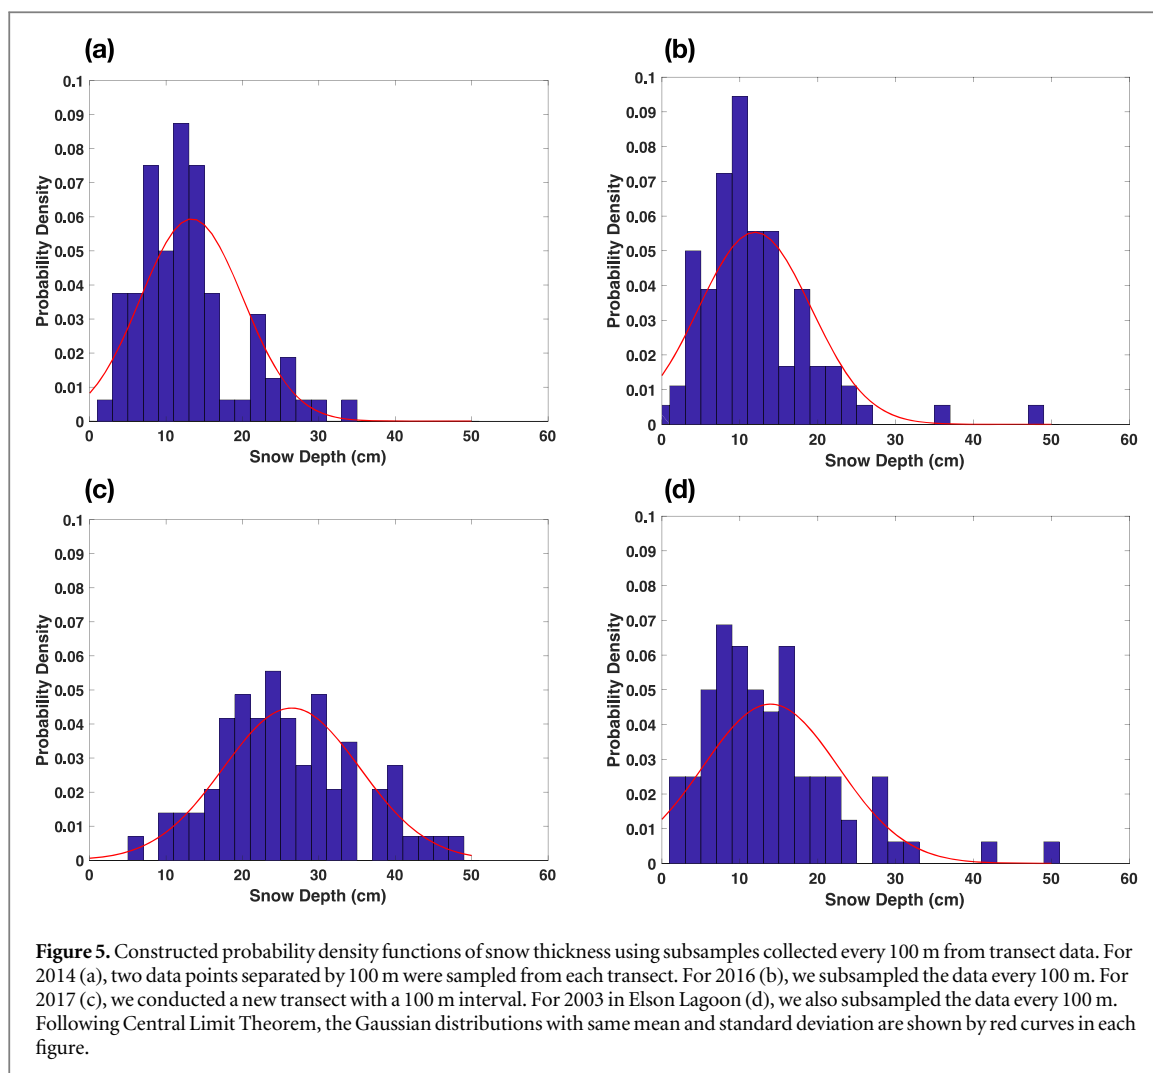 (a)
0.1
0.09
0.08
0.07
0.06
0.05
0.04
0.03
0.02
0.01
0
Probability Density
0 10 20 30 40 50 60
Snow Depth (cm)
(b)
0.1
0.09
0.08
0.07
0.06
0.05
0.04
0.03
0.02
0.01
0
Probability Density
0 10 20 30 40 50 60
Snow Depth (cm)
(c)
0.1
0.09
0.08
0.07
0.06
0.05
0.04
0.03
0.02
0.01
0
Probability Density
0 10 20 30 40 50 60
Snow Depth (cm)
(d)
0.1
0.09
0.08
0.07
0.06
0.05
0.04
0.03
0.02
0.01
0
Probability Density
0 10 20 30 40 50 60
Snow Depth (cm)
Figure 5. Constructed probability density functions of snow thickness using subsamples collected every 100 m from transect data. For
2014 (a), two data points separated by 100 m were sampled from each transect. For 2016 (b), we subsampled the data every 100 m. For
2017 (c), we conducted a new transect with a 100 m interval. For 2003 in Elson Lagoon (d), we also subsampled the data every 100 m.
Following Central Limit Theorem, the Gaussian distributions with same mean and standard deviation are shown by red curves in each
figure.